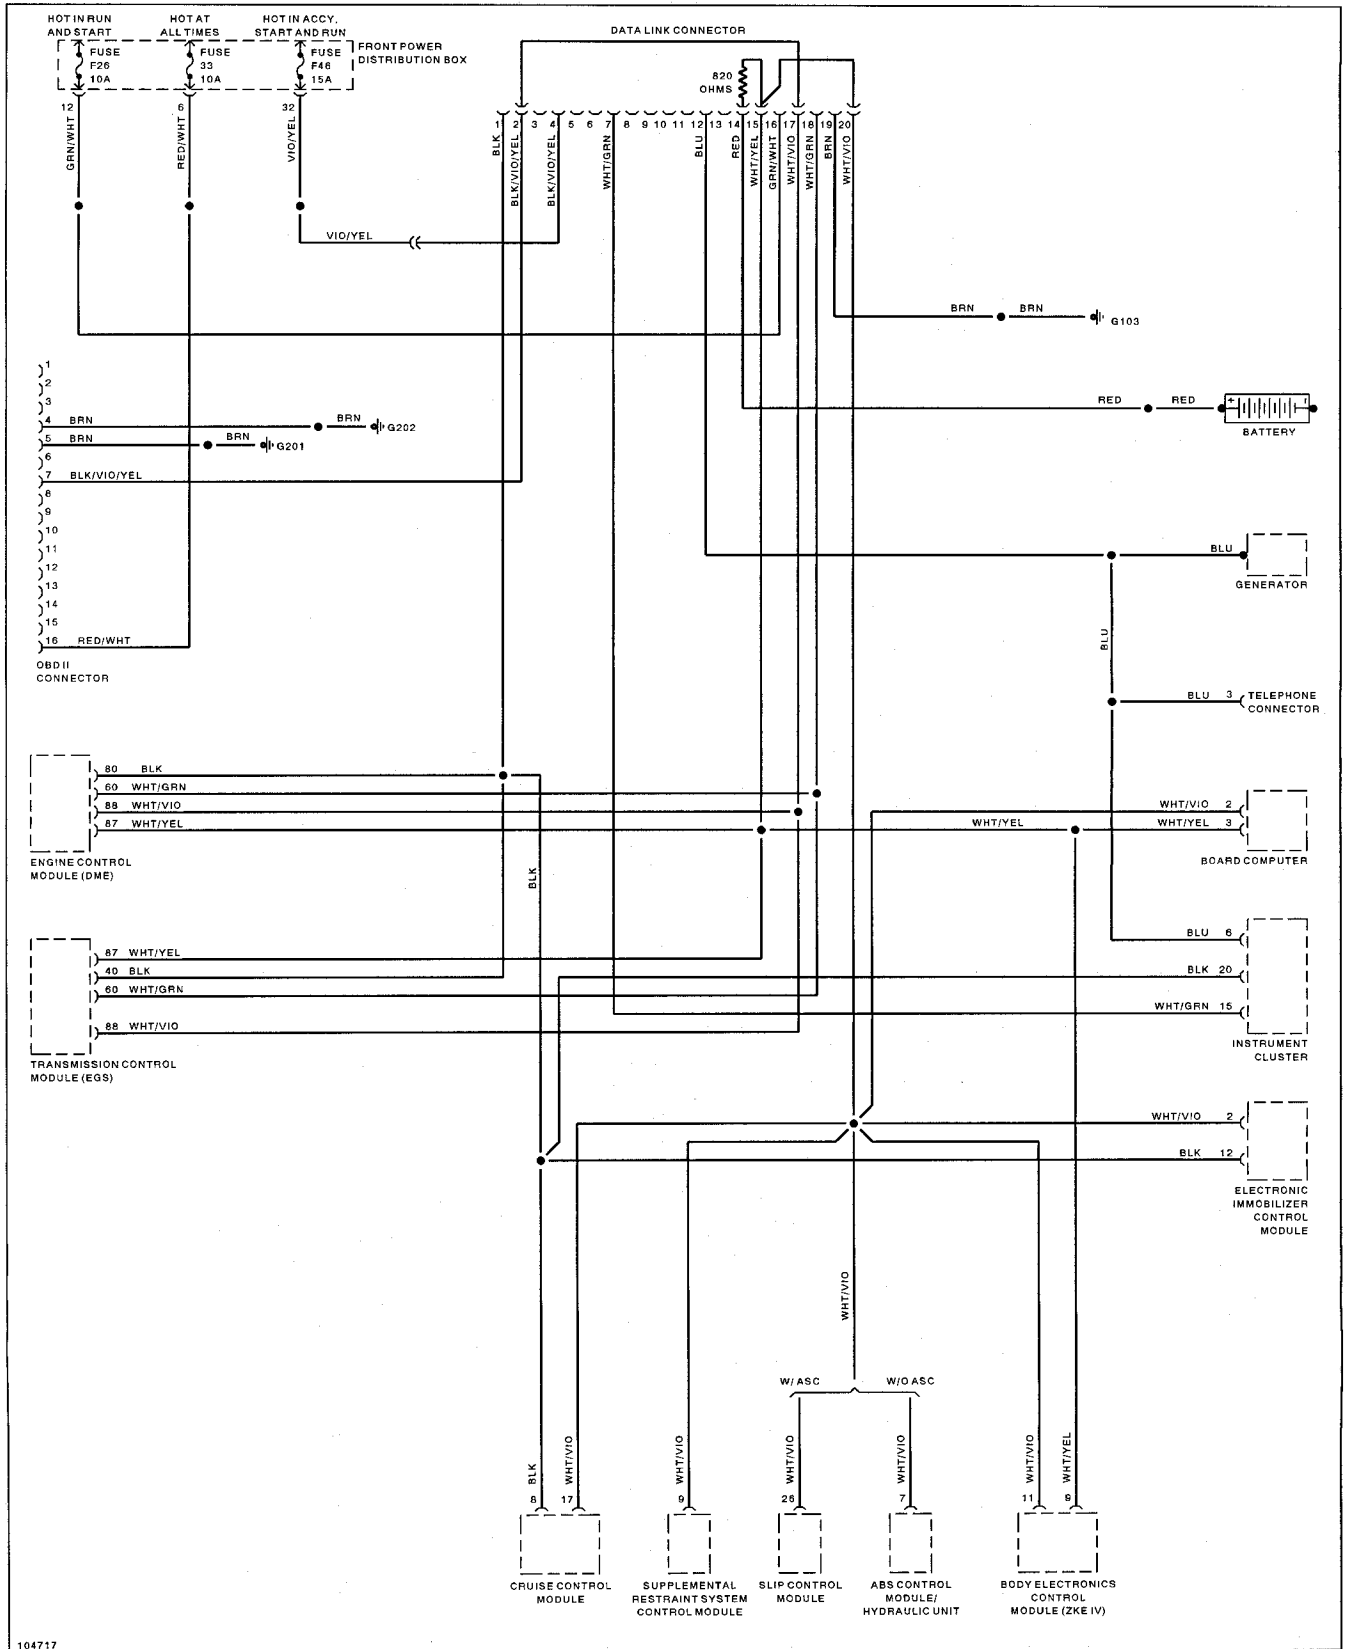 HOT IN RUN
AND START
HOT AT
ALL TIMES
HOT IN ACCY,
START AND RUN
FUSE
F26
10A
FUSE
33
10A
FUSE
F46
15A
FRONT POWER
DISTRIBUTION BOX
DATA LINK CONNECTOR
820
OHMS
12
6
32
GRN/WHT
RED/WHT
VIO/YEL
1 2 3 4 5 6 7 8 9 10 11 12 13 14 15 16 17 18 19 20
BLK
BLK/VIO/YEL
BLK/VIO/YEL
WHT/GRN
BLU
RED
WHT/YEL
GRN/WHT
WHT/VIO
WHT/GRN
BRN
WHT/VIO
VIO/YEL
BRN BRN G103
1
2
3
4 BRN BRN G202
5 BRN BRN G201
6
7 BLK/VIO/YEL
8
9
10
11
12
13
14
15
16 RED/WHT
OBD II
CONNECTOR
RED RED
BATTERY
BLU
GENERATOR
BLU
BLU 3 TELEPHONE
CONNECTOR
80 BLK
60 WHT/GRN
88 WHT/VIO
87 WHT/YEL
ENGINE CONTROL
MODULE (DME)
BLK
WHT/YEL
WHT/VIO 2
WHT/YEL 3
BOARD COMPUTER
87 WHT/YEL
40 BLK
60 WHT/GRN
88 WHT/VIO
TRANSMISSION CONTROL
MODULE (EGS)
BLU 6
BLK 20
WHT/GRN 15
INSTRUMENT
CLUSTER
WHT/VIO 2
BLK 12
ELECTRONIC
IMMOBILIZER
CONTROL
MODULE
WHT/VIO
W/ ASC
W/O ASC
BLK
WHT/VIO
WHT/VIO
WHT/VIO
WHT/VIO
WHT/VIO
WHT/YEL
8 17 9 26 7 11 9
CRUISE CONTROL
MODULE
SUPPLEMENTAL
RESTRAINT SYSTEM
CONTROL MODULE
SLIP CONTROL
MODULE
ABS CONTROL
MODULE/
HYDRAULIC UNIT
BODY ELECTRONICS
CONTROL
MODULE (ZKE IV)
104717